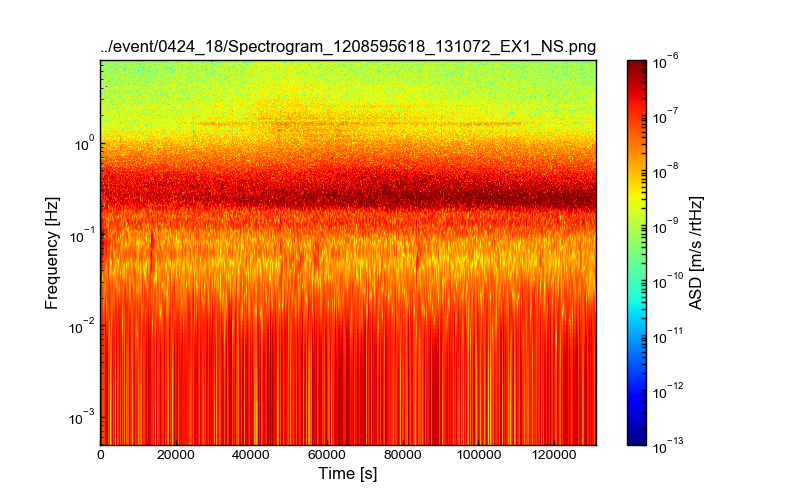 ../event/0424_18/Spectrogram_1208595618_131072_EX1_NS.png
Frequency [Hz]
10⁰
10⁻¹
10⁻²
10⁻³
0 20000 40000 60000 80000 100000 120000
Time [s]
10⁻⁶
10⁻⁷
10⁻⁸
10⁻⁹
10⁻¹⁰
10⁻¹¹
10⁻¹²
10⁻¹³
ASD [m/s /rtHz]